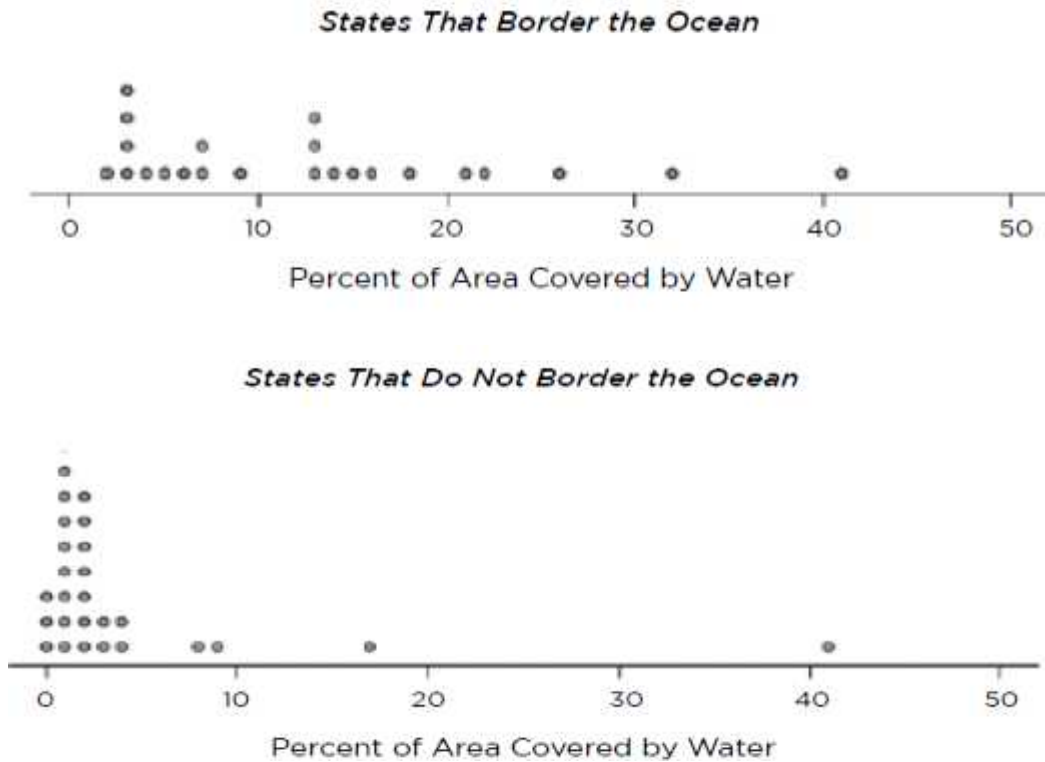 States That Border the Ocean
0 10 20 30 40 50
Percent of Area Covered by Water
States That Do Not Border the Ocean
0 10 20 30 40 50
Percent of Area Covered by Water